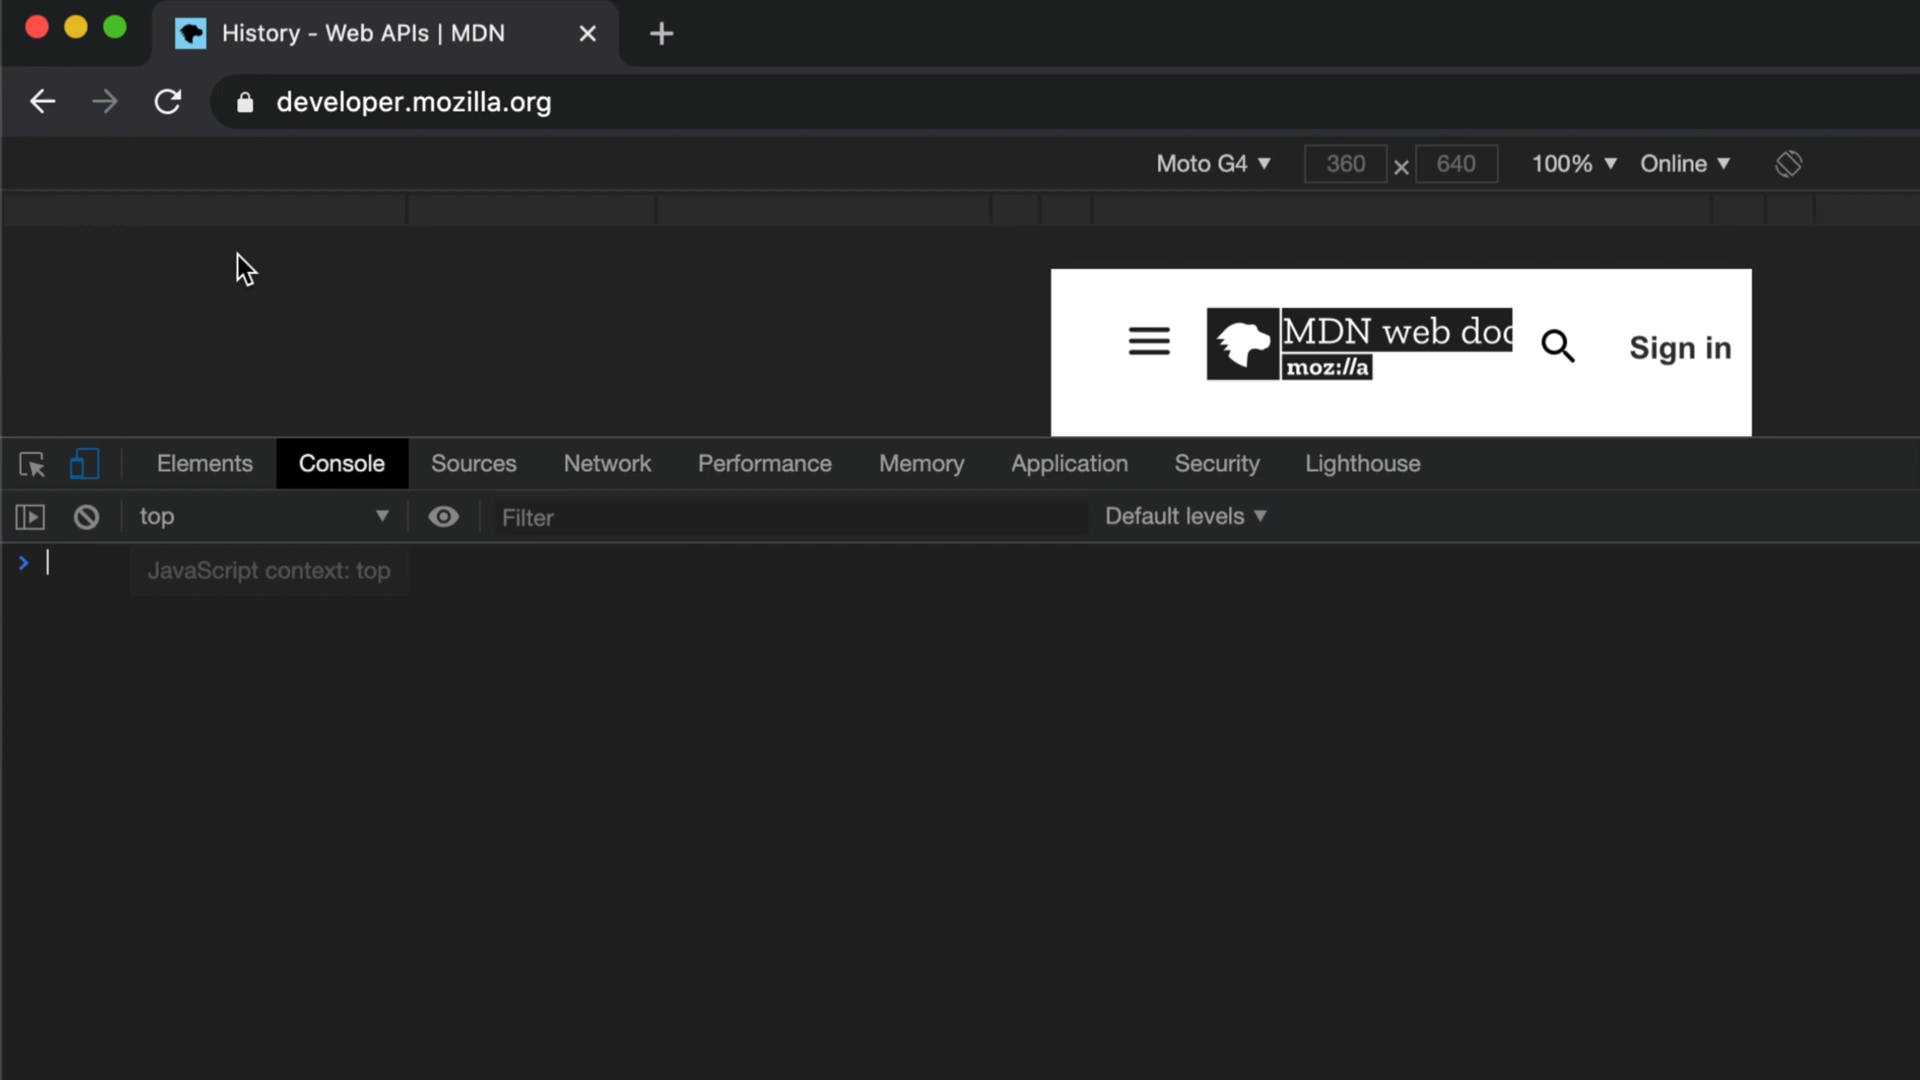 History - Web APIs | MDN
developer.mozilla.org
Moto G4 360 × 640 100% Online
MDN web doc
moz://a
Sign in
Elements Console Sources Network Performance Memory Application Security Lighthouse
top Filter Default levels
JavaScript context: top